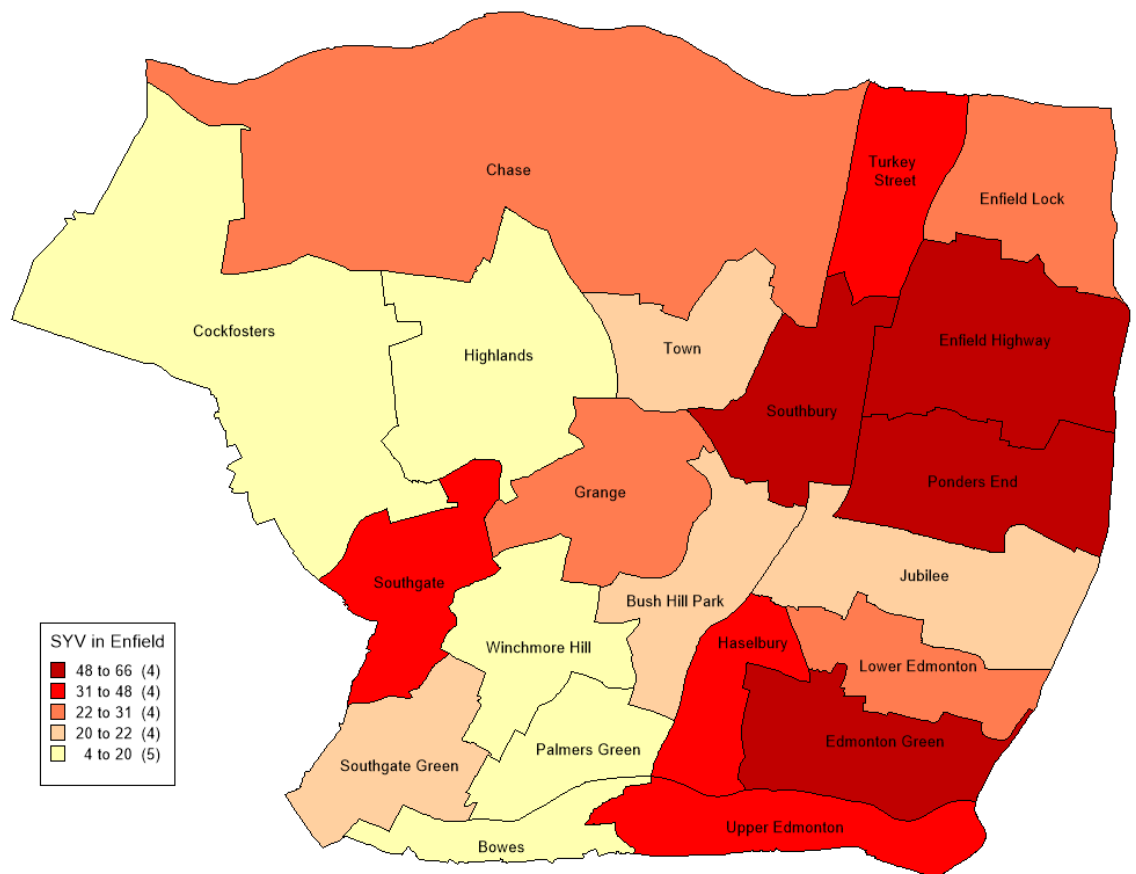 Chase
Turkey
Street
Enfield Lock
Cockfosters
Highlands
Town
Enfield Highway
Southbury
Grange
Ponders End
Southgate
Jubilee
Bush Hill Park
Winchmore Hill
Haselbury
Lower Edmonton
Palmers Green
Edmonton Green
Southgate Green
Upper Edmonton
Bowes
SYV in Enfield
48 to 66 (4)
31 to 48 (4)
22 to 31 (4)
20 to 22 (4)
4 to 20 (5)